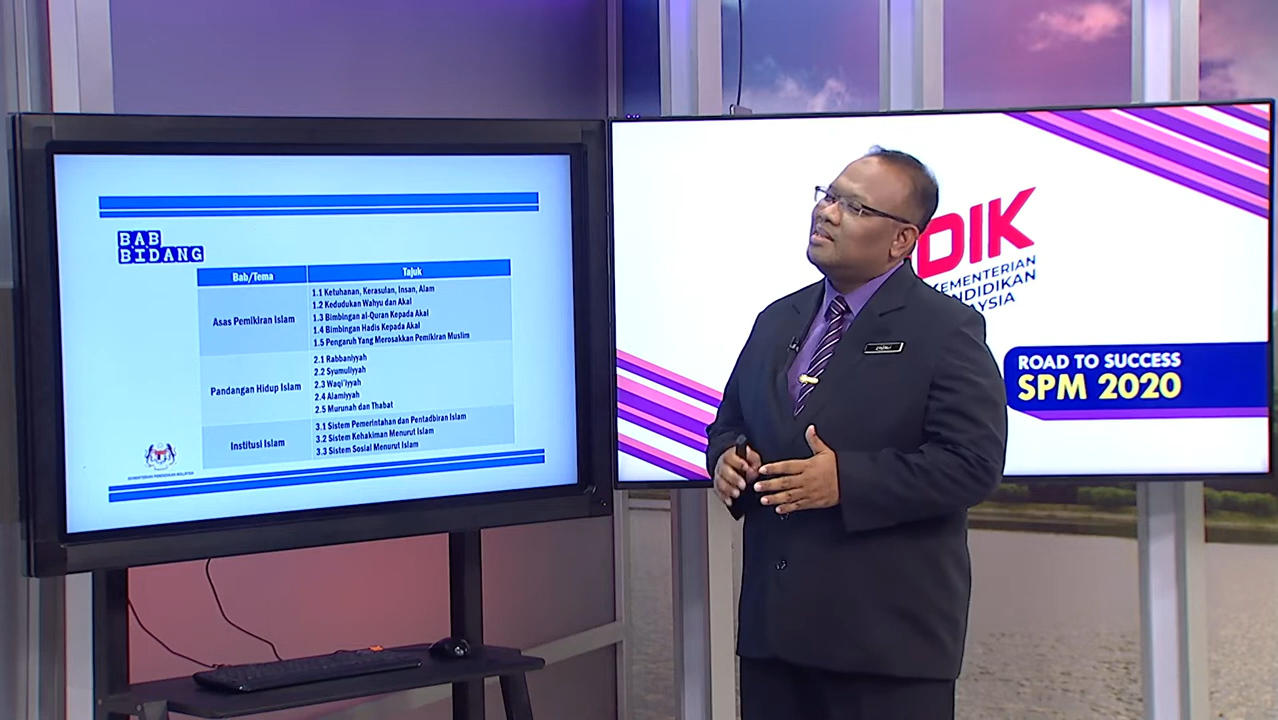 BAB
BIDANG
Bab/Tema Tajuk
Asas Pemikiran Islam
1.1 Ketuhanan, Kerasulan, Insan, Alam
1.2 Kedudukan Wahyu dan Akal
1.3 Bimbingan al-Quran Kepada Akal
1.4 Bimbingan Hadis Kepada Akal
1.5 Pengaruh Yang Merosakkan Pemikiran Muslim
Pandangan Hidup Islam
2.1 Rabbaniyyah
2.2 Syumuliyyah
2.3 Waqi'iyyah
2.4 Alamiyyah
2.5 Murunah dan Thabat
Institusi Islam
3.1 Sistem Pemerintahan dan Pentadbiran Islam
3.2 Sistem Kehakiman Menurut Islam
3.3 Sistem Sosial Menurut Islam
KEMENTERIAN PENDIDIKAN MALAYSIA
DIK
KEMENTERIAN
NDIDIKAN
AYSIA
ROAD TO SUCCESS
SPM 2020